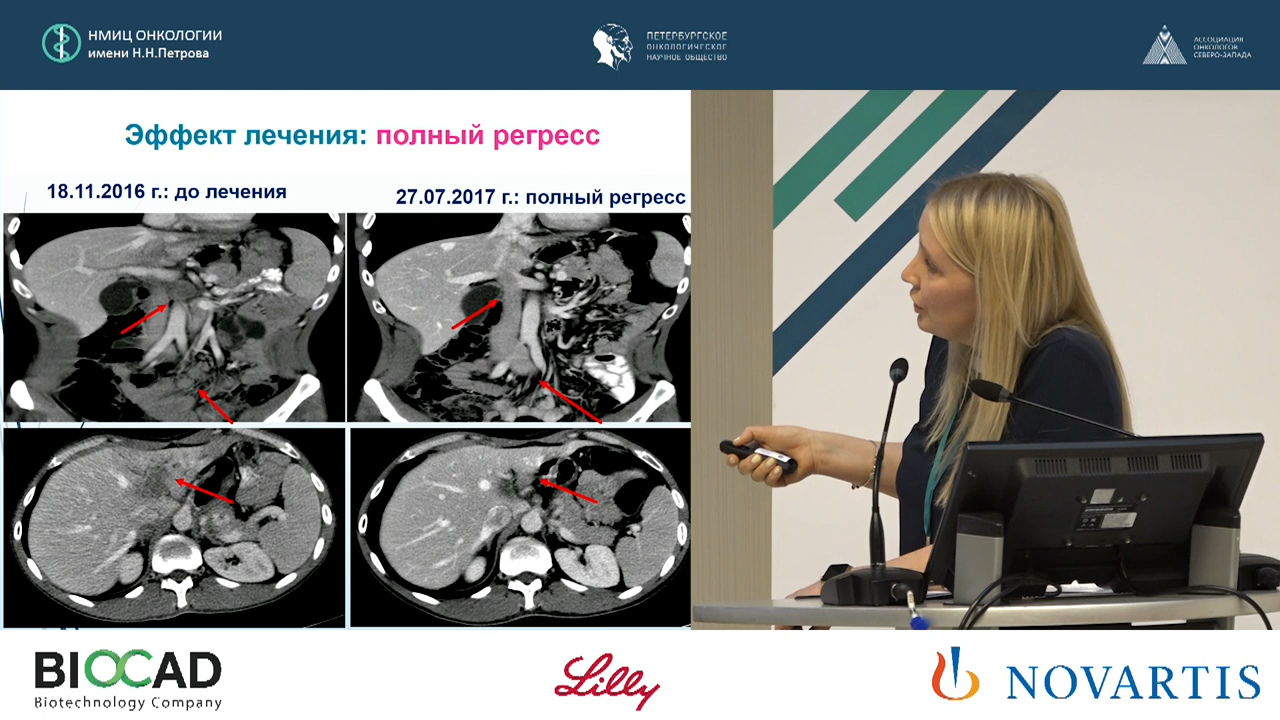 НМИЦ ОНКОЛОГИИ
имени Н.Н.Петрова
ПЕТЕРБУРГСКОЕ
ОНКОЛОГИЧЕСКОЕ
НАУЧНОЕ ОБЩЕСТВО
АССОЦИАЦИЯ
ОНКОЛОГОВ
СЕВЕРО-ЗАПАДА
Эффект лечения: полный регресс
18.11.2016 г.: до лечения
27.07.2017 г.: полный регресс
BIOCAD
Biotechnology Company
Lilly
NOVARTIS